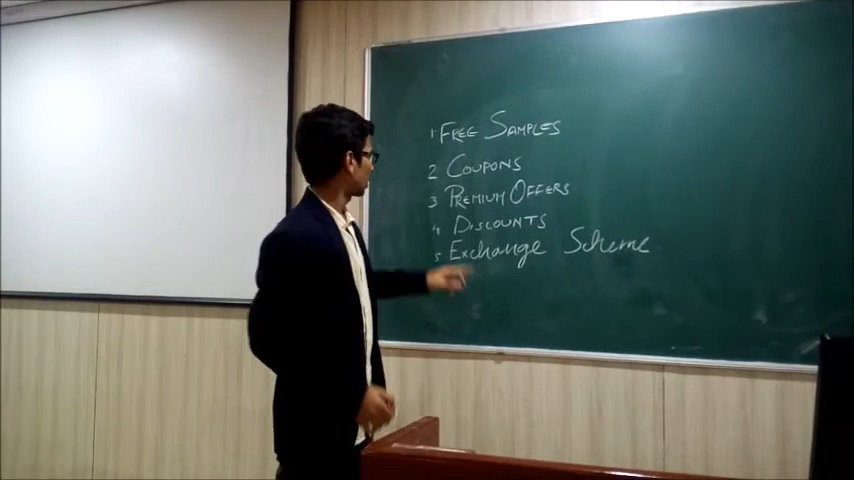 1 FREE SAMPLES
2 COUPONS
3 PREMIUM OFFERS
4 DISCOUNTS
5 Exchange Scheme